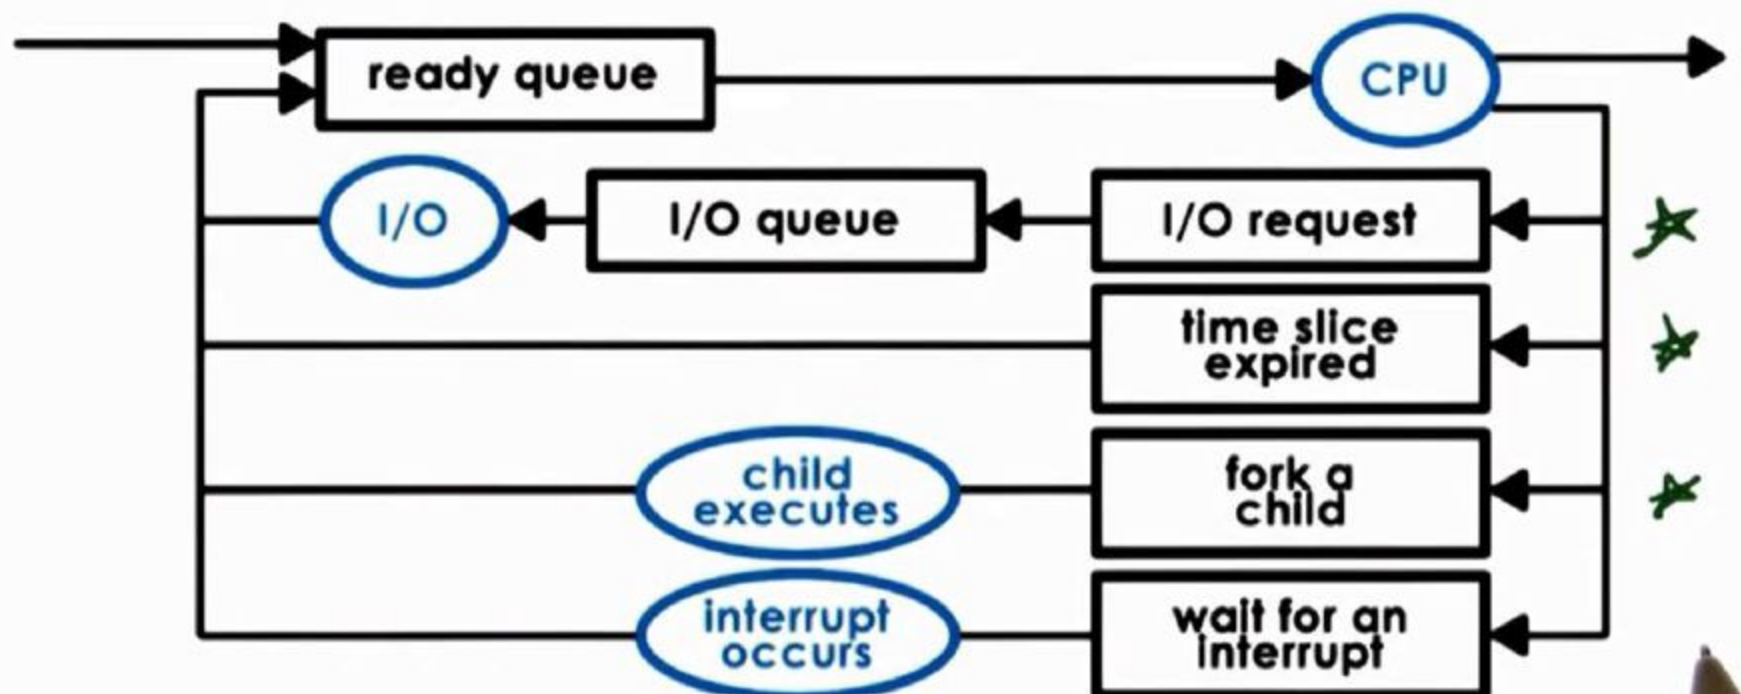 ready queue
CPU
I/O
I/O queue
I/O request
time slice
expired
child
executes
fork a
child
interrupt
occurs
wait for an
interrupt